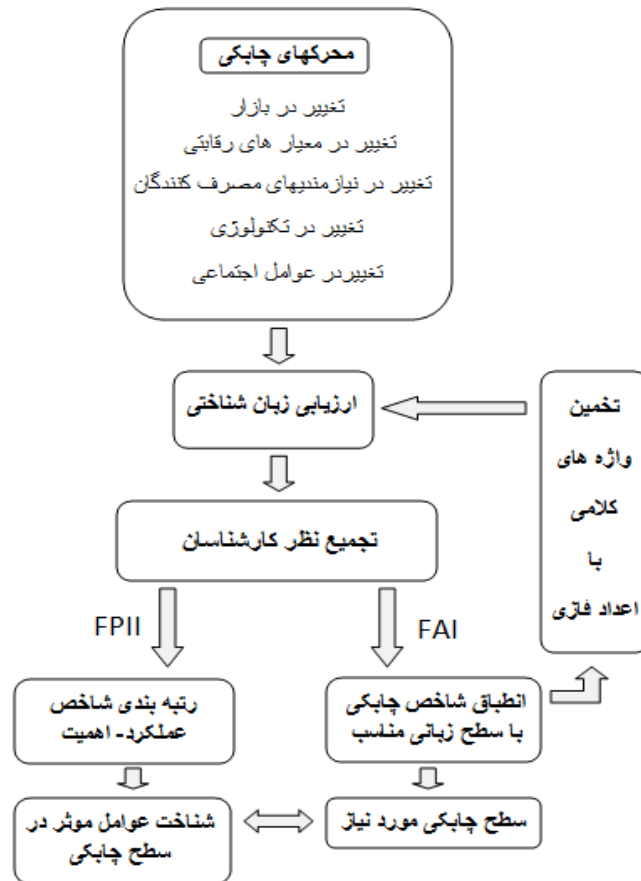 محرکهای چابکی
تغییر در بازار
تغییر در معیار های رقابتی
تغییر در نیازمندیهای مصرف کنندگان
تغییر در تکنولوژی
تغییردر عوامل اجتماعی
ارزیابی زبان شناختی
تخمین
واژه های
کلامی
با
اعداد فازی
تجمیع نظر کارشناسان
FAI
FPII
انطباق شاخص چابکی
با سطح زبانی مناسب
رتبه بندی شاخص
عملکرد- اهمیت
سطح چابکی مورد نیاز
شناخت عوامل موثر در
سطح چابکی